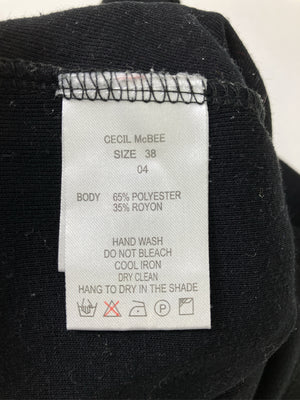 CECIL McBEE
SIZE 38
04
BODY 65% POLYESTER
35% ROYON
HAND WASH
DO NOT BLEACH
COOL IRON
DRY CLEAN
HANG TO DRY IN THE SHADE
P